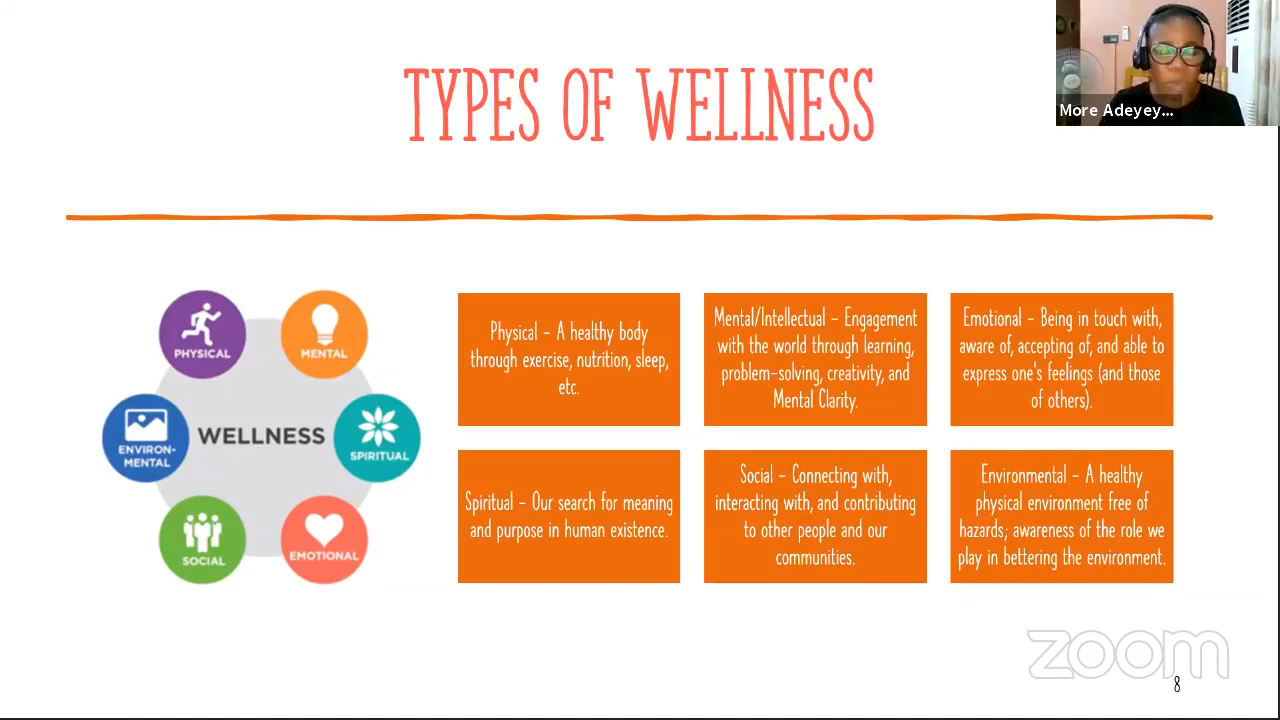 TYPES OF WELLNESS
More Adeyey...
PHYSICAL
MENTAL
ENVIRON-
MENTAL
WELLNESS
SPIRITUAL
SOCIAL
EMOTIONAL
Physical - A healthy body
through exercise, nutrition, sleep,
etc.
Mental/Intellectual - Engagement
with the world through learning,
problem-solving, creativity, and
Mental Clarity.
Emotional - Being in touch with,
aware of, accepting of, and able to
express one's feelings (and those
of others).
Spiritual - Our search for meaning
and purpose in human existence.
Social - Connecting with,
interacting with, and contributing
to other people and our
communities.
Environmental - A healthy
physical environment free of
hazards; awareness of the role we
play in bettering the environment.
zoom
8